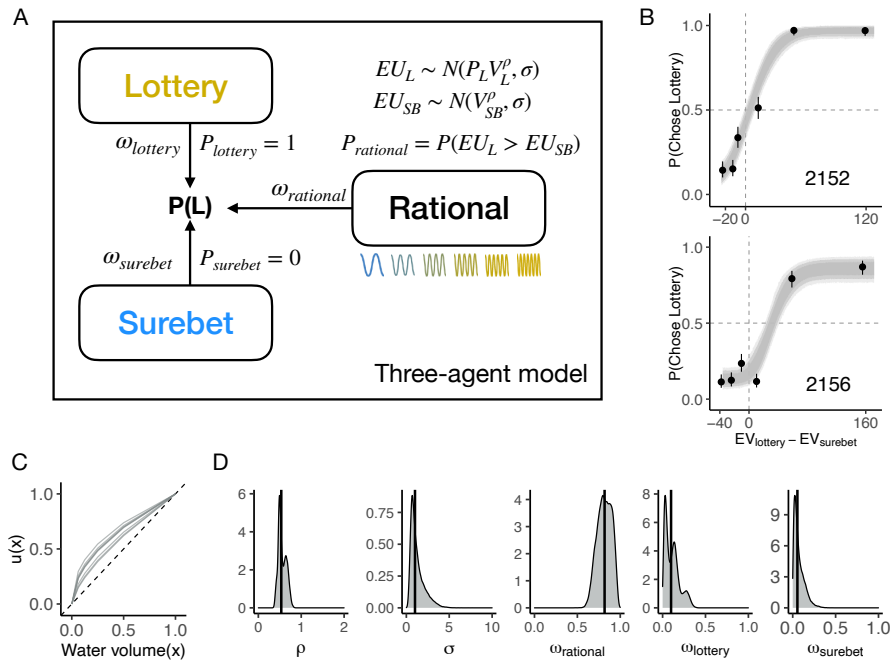 A
Lottery
ω_lottery
P_lottery = 1
EU_L ∼ N(P_L V_L^ρ, σ)
EU_SB ∼ N(V_SB^ρ, σ)
P_rational = P(EU_L > EU_SB)
P(L)
ω_rational
Rational
ω_surebet
P_surebet = 0
Surebet
Three-agent model
B
P(Chose Lottery)
1.0
0.5
0.0
2152
−20 0 120
P(Chose Lottery)
1.0
0.5
0.0
2156
−40 0 160
EV_lottery − EV_surebet
C
u(x)
1.0
0.5
0.0
0.0 0.5 1.0
Water volume(x)
D
6
4
2
0
0 1 2
ρ
0.75
0.50
0.25
0.00
0 5 10
σ
4
3
2
1
0
0.0 0.5 1.0
ω_rational
4
3
2
1
0
0.0 0.5 1.0
ω_lottery
9
6
3
0
0.0 0.5 1.0
ω_surebet